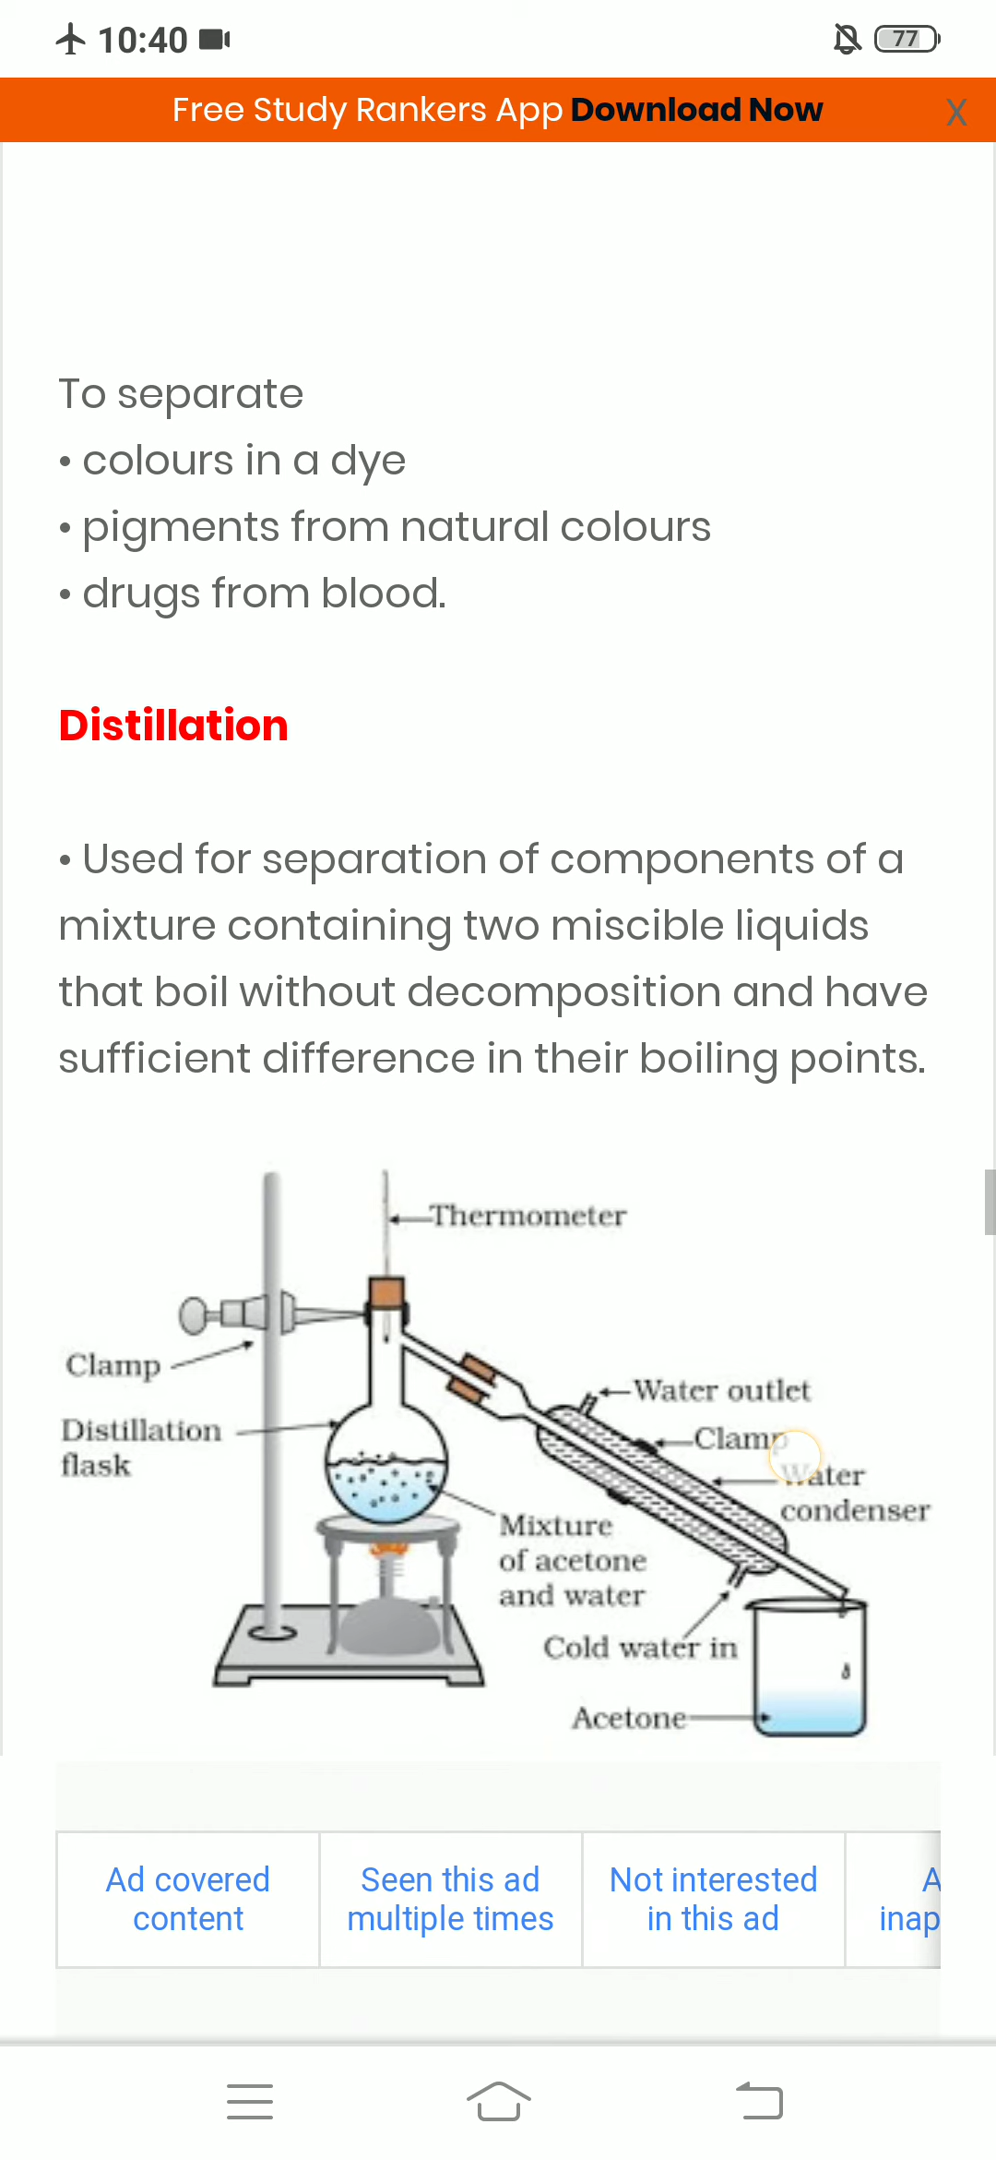 10:40
77
Free Study Rankers App Download Now X
To separate
• colours in a dye
• pigments from natural colours
• drugs from blood.
Distillation
• Used for separation of components of a
mixture containing two miscible liquids
that boil without decomposition and have
sufficient difference in their boiling points.
Thermometer
Clamp
Distillation
flask
Water outlet
Clamp
Water
condenser
Mixture
of acetone
and water
Cold water in
Acetone
Ad covered
content
Seen this ad
multiple times
Not interested
in this ad
A
inap